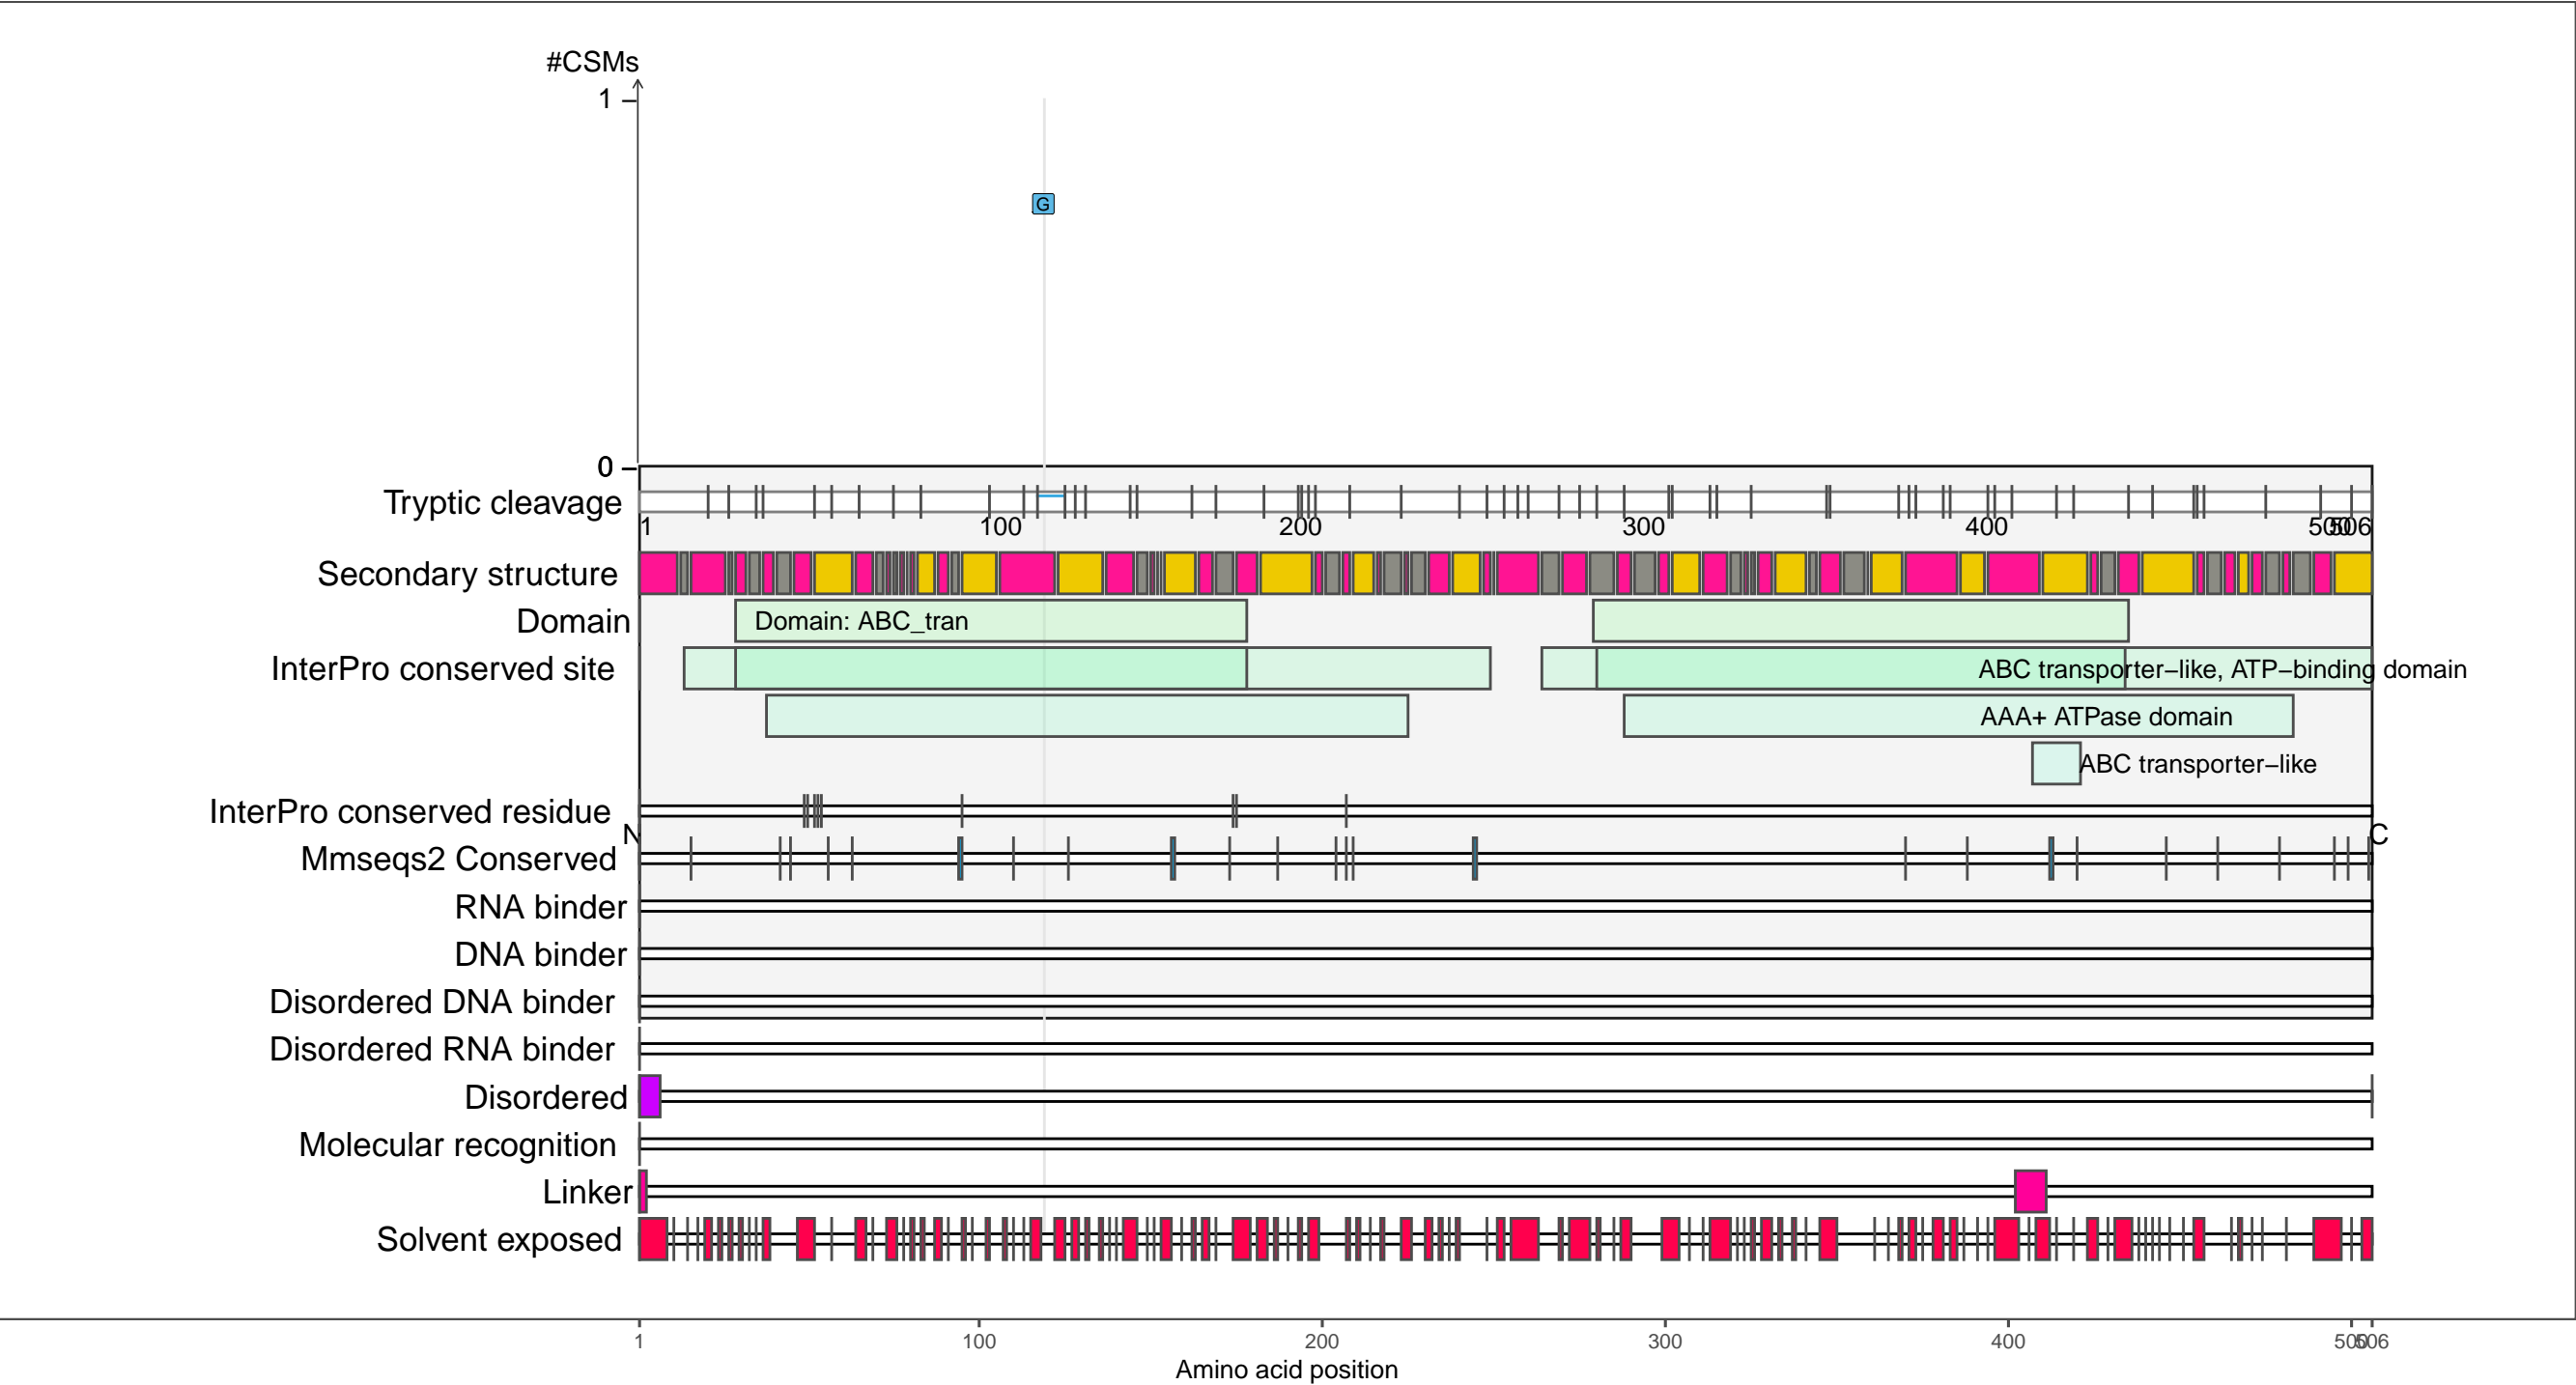 #CSMs
1
G
0
Tryptic cleavage
1 100 200 300 400 500 506
Secondary structure
Domain
Domain: ABC_tran
InterPro conserved site
ABC transporter–like, ATP–binding domain
AAA+ ATPase domain
ABC transporter–like
InterPro conserved residue
N C
Mmseqs2 Conserved
RNA binder
DNA binder
Disordered DNA binder
Disordered RNA binder
Disordered
Molecular recognition
Linker
Solvent exposed
1 100 200 300 400 500 506
Amino acid position